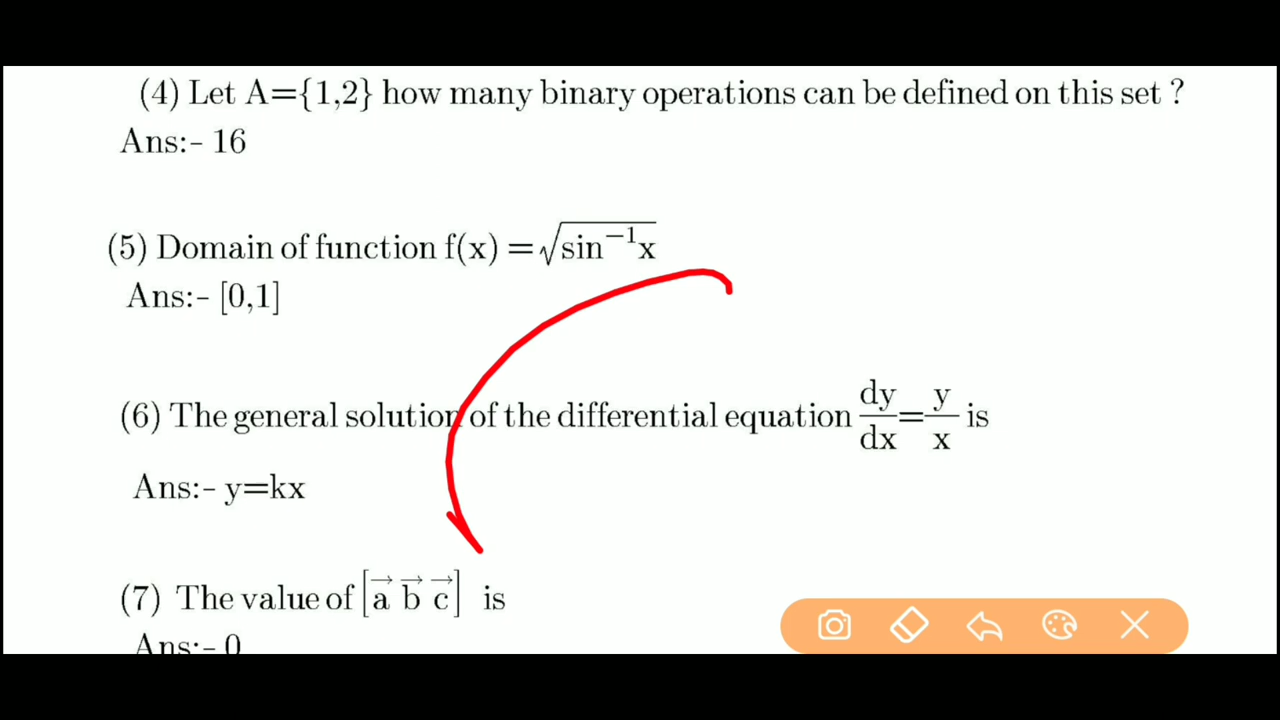 (4) Let A={1,2} how many binary operations can be defined on this set ?
Ans:- 16
(5) Domain of function f(x) =√sin⁻¹x
Ans:- [0,1]
(6) The general solution of the differential equation dy/dx=y/x is
Ans:- y=kx
(7) The value of [a⃗ b⃗ c⃗] is
Ans:- 0